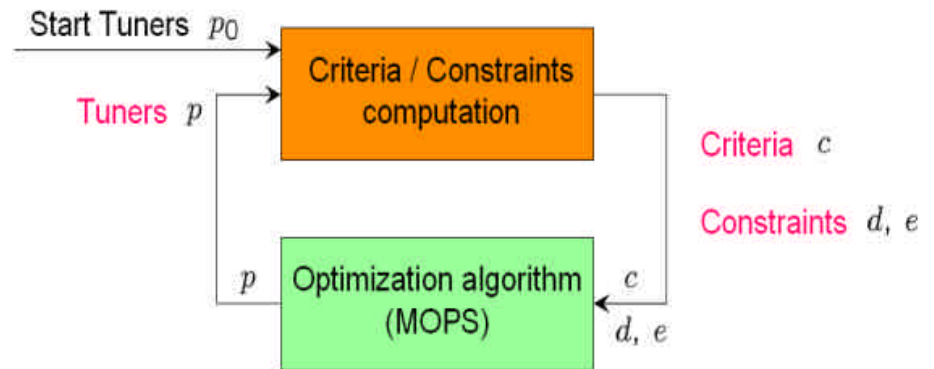 Start Tuners p0
Criteria / Constraints
computation
Tuners p
Criteria c
Constraints d, e
p
Optimization algorithm
(MOPS)
c
d, e